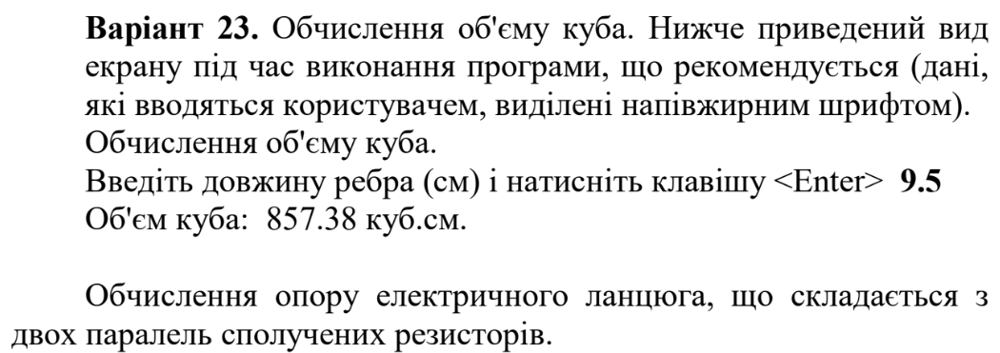 Варіант 23. Обчислення об'єму куба. Нижче приведений вид
екрану під час виконання програми, що рекомендується (дані,
які вводяться користувачем, виділені напівжирним шрифтом).
Обчислення об'єму куба.
Введіть довжину ребра (см) і натисніть клавішу <Enter> 9.5
Об'єм куба: 857.38 куб.см.
Обчислення опору електричного ланцюга, що складається з
двох паралель сполучених резисторів.